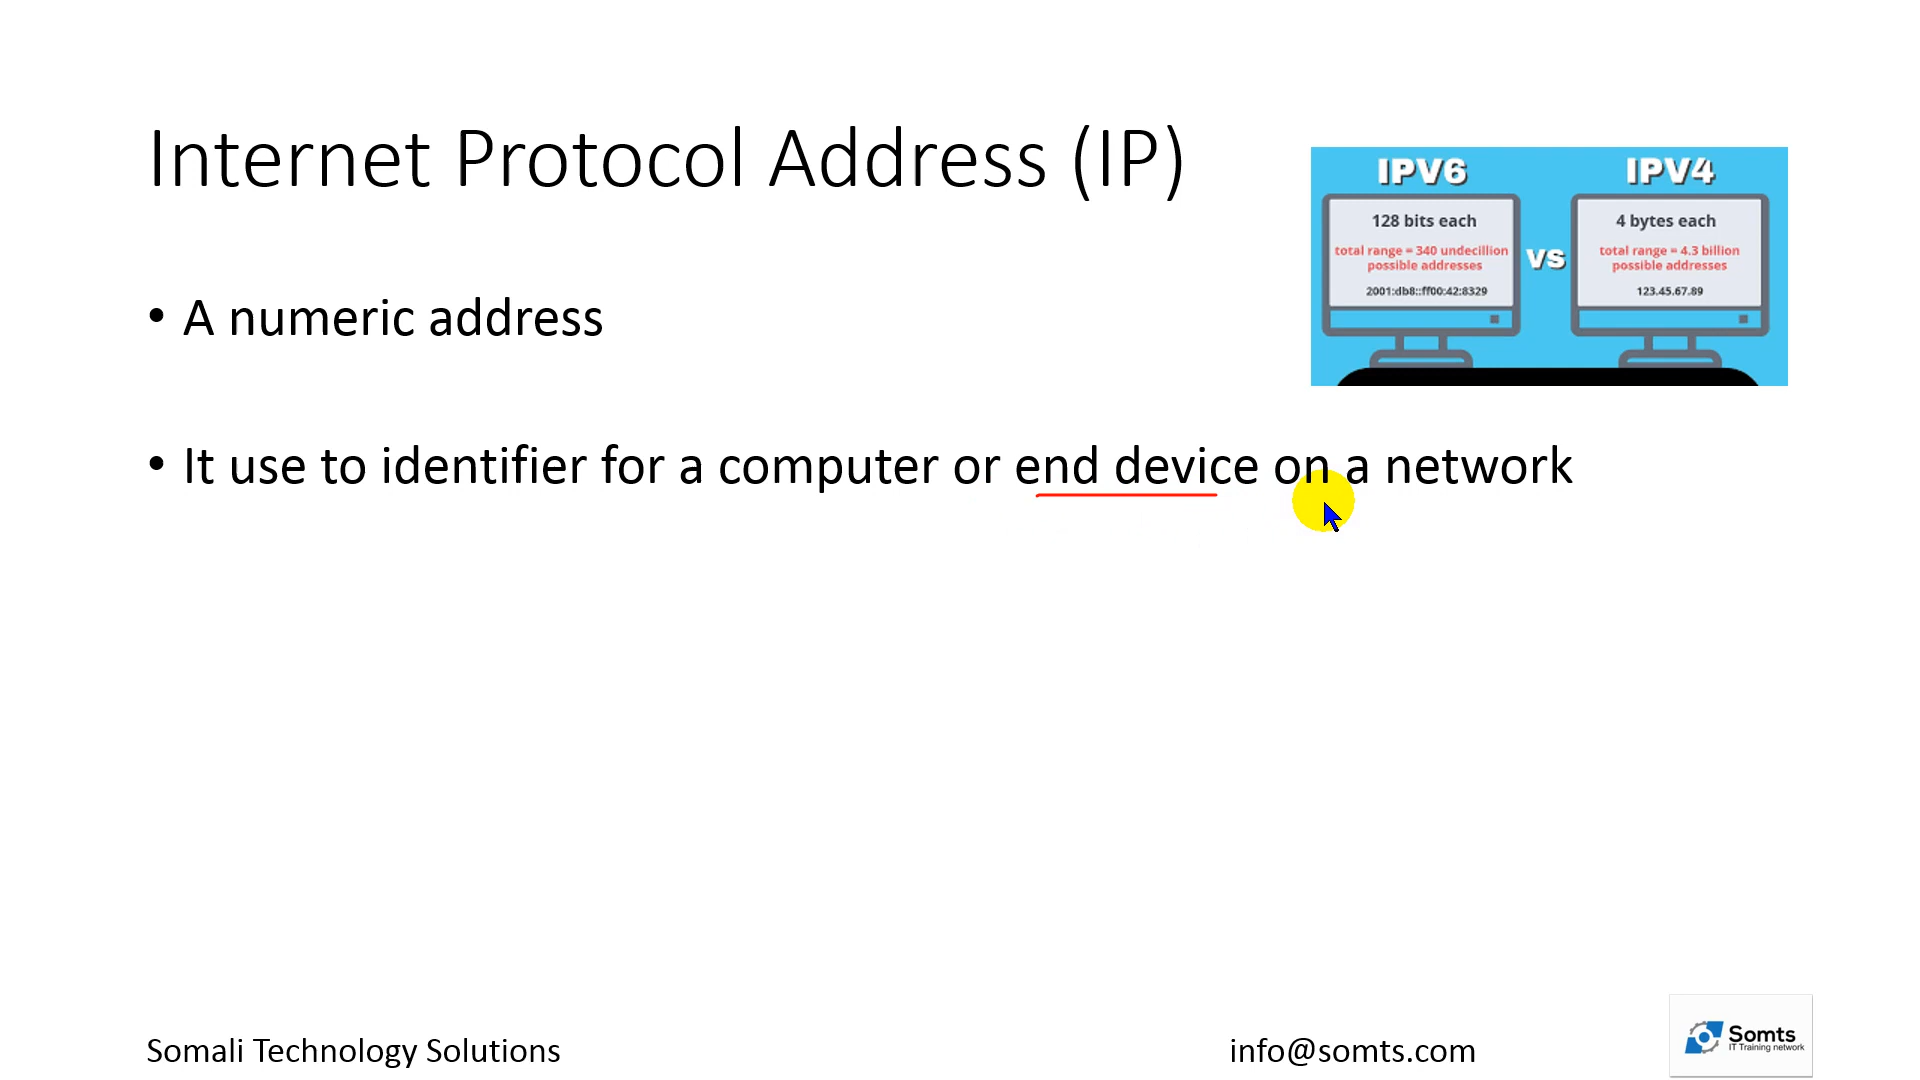 Internet Protocol Address (IP)
IPV6
IPV4
128 bits each
total range = 340 undecillion
possible addresses
2001:db8::ff00:42:8329
vs
4 bytes each
total range = 4.3 billion
possible addresses
123.45.67.89
• A numeric address
• It use to identifier for a computer or end device on a network
Somali Technology Solutions
info@somts.com
Somts
IT Training network